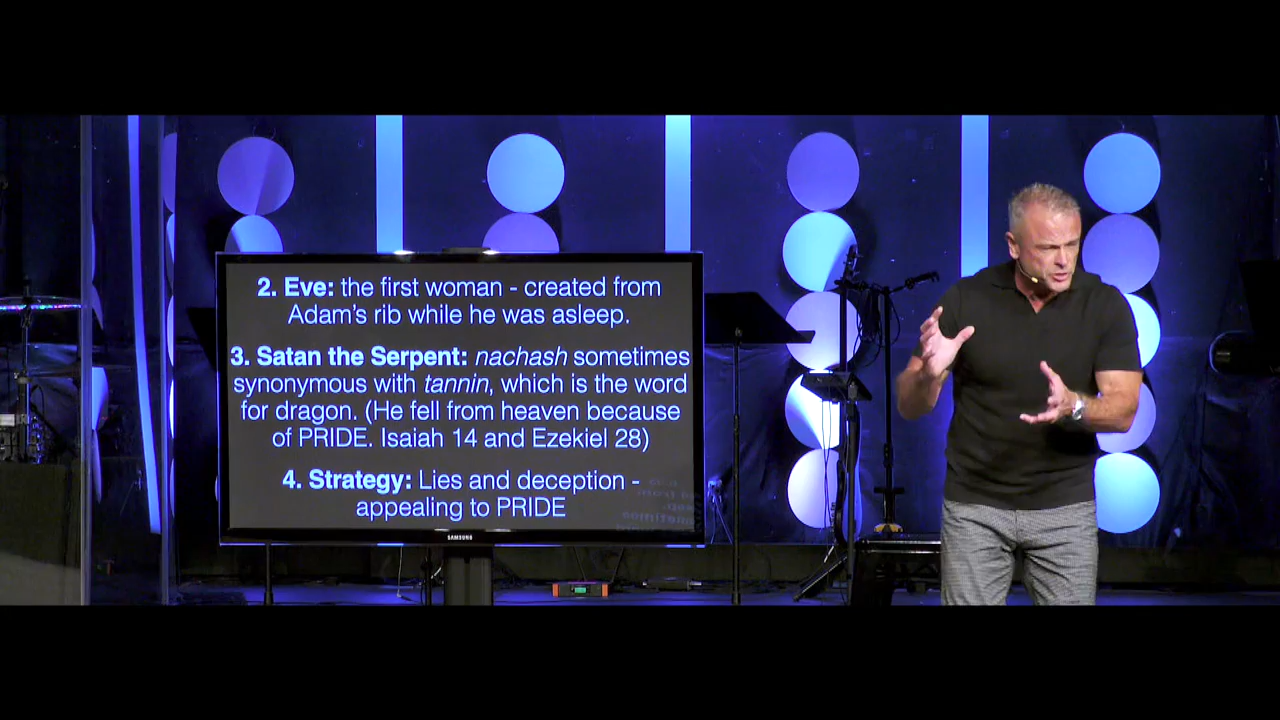 2. Eve: the first woman - created from
Adam's rib while he was asleep.
3. Satan the Serpent: nachash sometimes
synonymous with tannin, which is the word
for dragon. (He fell from heaven because
of PRIDE. Isaiah 14 and Ezekiel 28)
4. Strategy: Lies and deception -
appealing to PRIDE
SAMSUNG